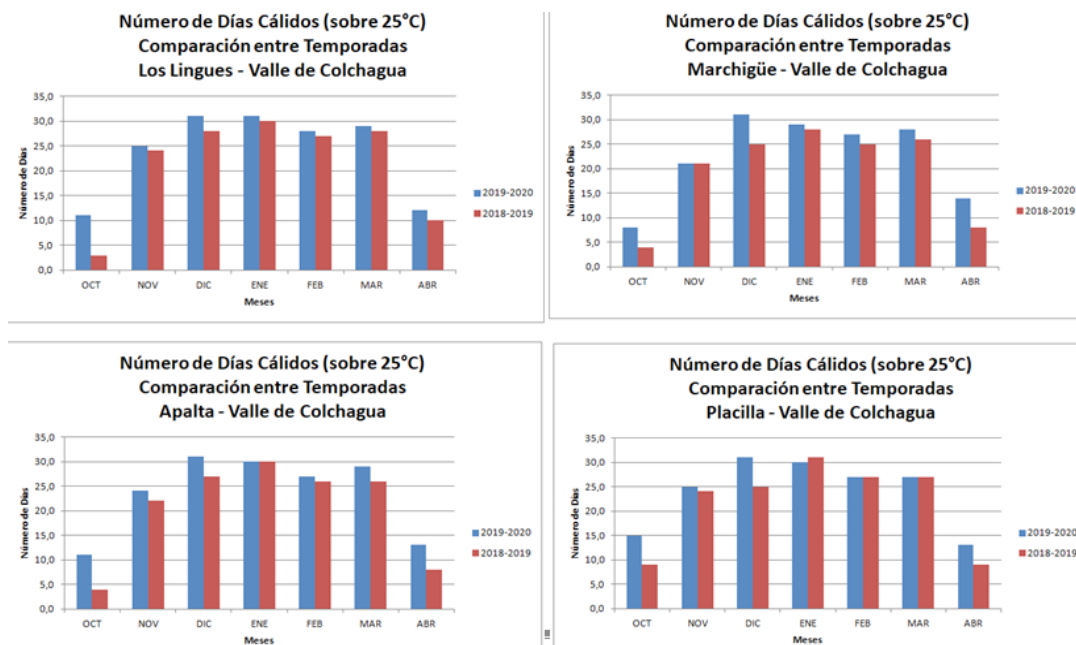 Número de Días Cálidos (sobre 25°C)
Comparación entre Temporadas
Los Lingues - Valle de Colchagua
Número de Días
35,0
30,0
25,0
20,0
15,0
10,0
5,0
0,0
OCT NOV DIC ENE FEB MAR ABR
Meses
2019-2020
2018-2019
Número de Días Cálidos (sobre 25°C)
Comparación entre Temporadas
Marchigüe - Valle de Colchagua
Número de Días
35,0
30,0
25,0
20,0
15,0
10,0
5,0
0,0
OCT NOV DIC ENE FEB MAR ABR
Meses
2019-2020
2018-2019
Número de Días Cálidos (sobre 25°C)
Comparación entre Temporadas
Apalta - Valle de Colchagua
Número de Días
35,0
30,0
25,0
20,0
15,0
10,0
5,0
0,0
OCT NOV DIC ENE FEB MAR ABR
Meses
2019-2020
2018-2019
Número de Días Cálidos (sobre 25°C)
Comparación entre Temporadas
Placilla - Valle de Colchagua
Número de Días
35,0
30,0
25,0
20,0
15,0
10,0
5,0
0,0
OCT NOV DIC ENE FEB MAR ABR
Meses
2019-2020
2018-2019